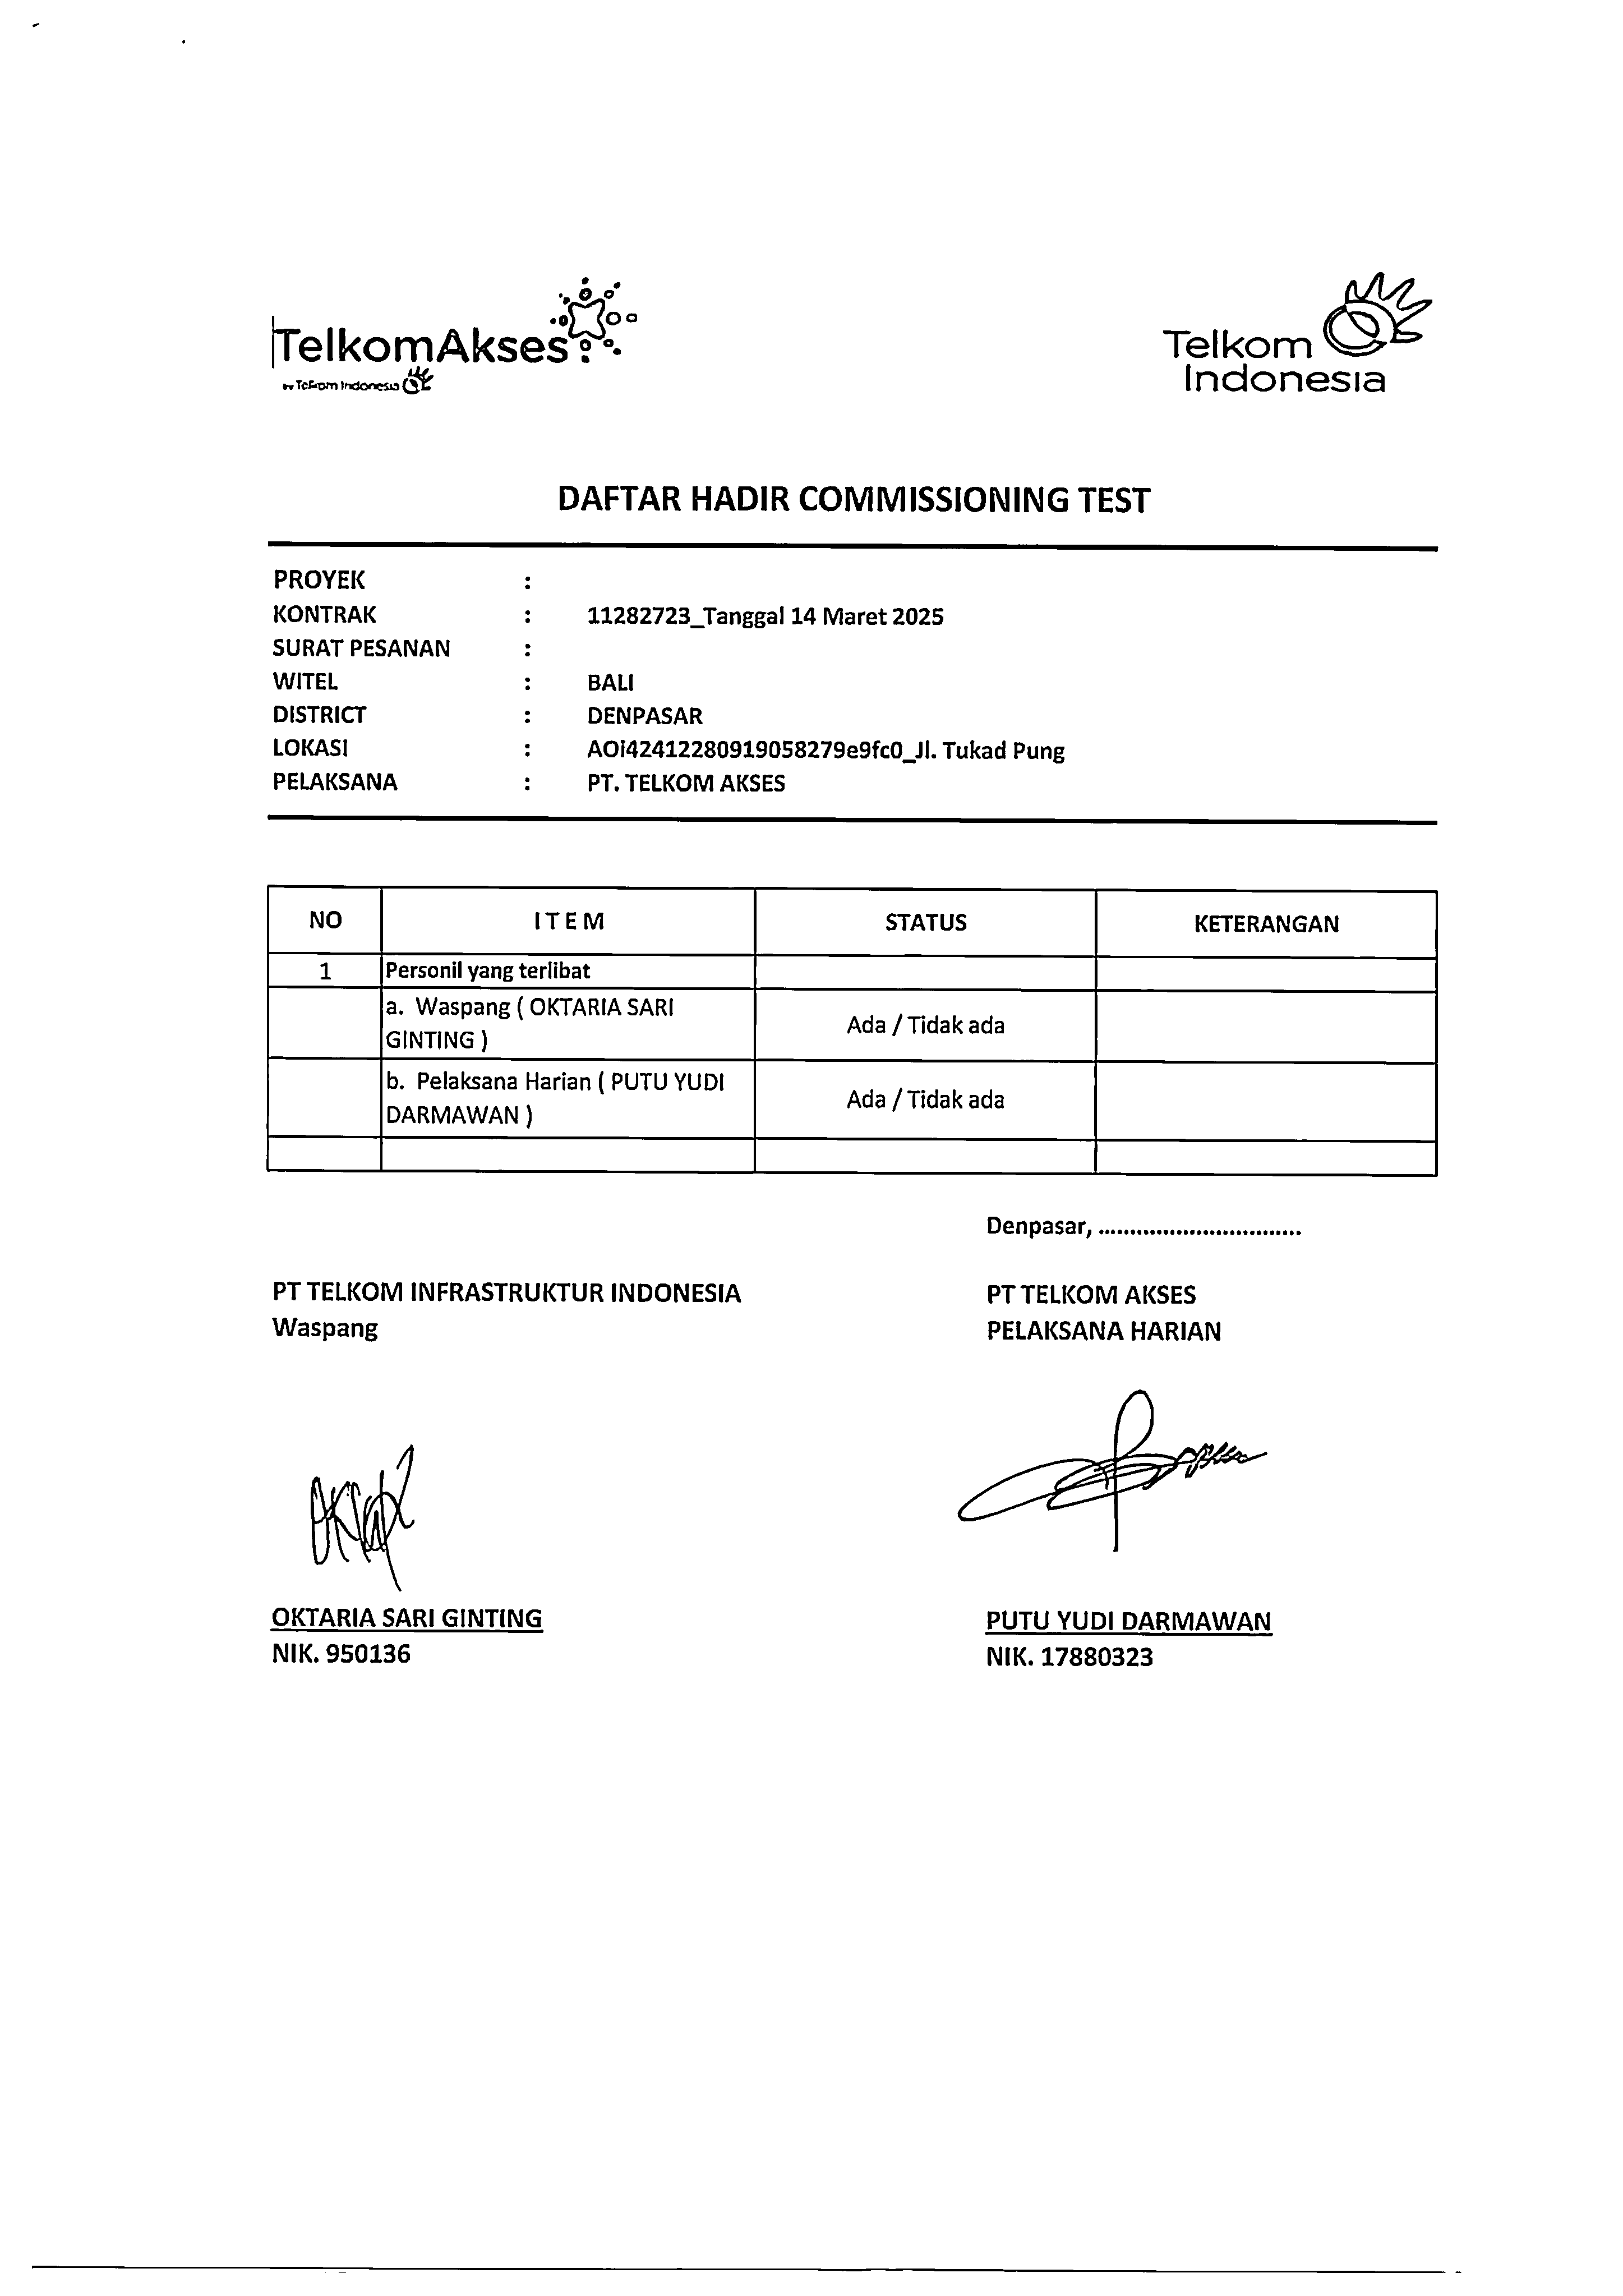 TelkomAkses
by Telkom Indonesia
Telkom
Indonesia
DAFTAR HADIR COMMISSIONING TEST
PROYEK :
KONTRAK : 11282723_Tanggal 14 Maret 2025
SURAT PESANAN :
WITEL : BALI
DISTRICT : DENPASAR
LOKASI : AOi42412280919058279e9fc0_Jl. Tukad Pung
PELAKSANA : PT. TELKOM AKSES
NO I T E M STATUS KETERANGAN
1 Personil yang terlibat
a. Waspang ( OKTARIA SARI
GINTING ) Ada / Tidak ada
b. Pelaksana Harian ( PUTU YUDI
DARMAWAN ) Ada / Tidak ada
Denpasar, ................................
PT TELKOM INFRASTRUKTUR INDONESIA
Waspang
PT TELKOM AKSES
PELAKSANA HARIAN
OKTARIA SARI GINTING
NIK. 950136
PUTU YUDI DARMAWAN
NIK. 17880323